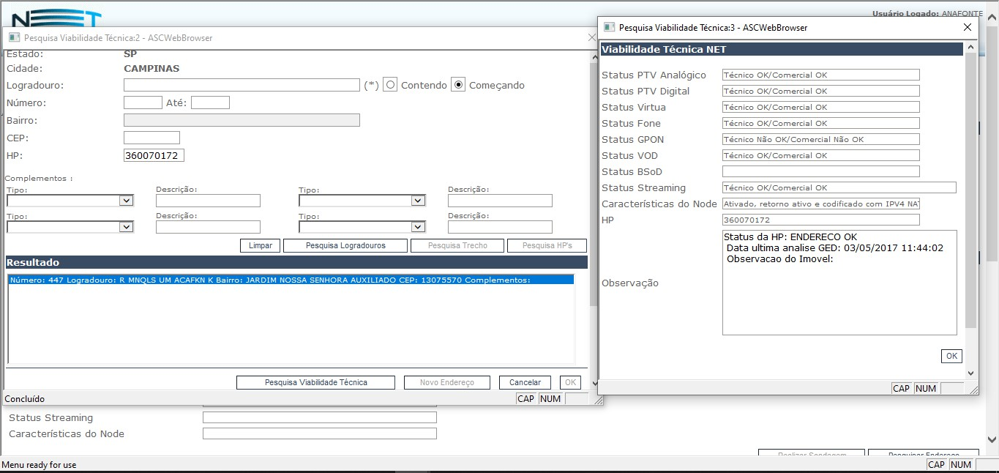 NET
Usuário Logado: ANAFONTE
Pesquisa Viabilidade Técnica:2 - ASCWebBrowser
Estado: SP
Cidade: CAMPINAS
Logradouro: (*) Contendo Começando
Número: Até:
Bairro:
CEP:
HP: 360070172
Complementos :
Tipo: Descrição: Tipo: Descrição:
Tipo: Descrição: Tipo: Descrição:
Limpar Pesquisa Logradouros Pesquisa Trecho Pesquisa HP's
Resultado
Número: 447 Logradouro: R MNQLS UM ACAFKN K Bairro: JARDIM NOSSA SENHORA AUXILIADO CEP: 13075570 Complementos:
Pesquisa Viabilidade Técnica Novo Endereço Cancelar OK
Concluído CAP NUM
Pesquisa Viabilidade Técnica:3 - ASCWebBrowser
Viabilidade Técnica NET
Status PTV Analógico Técnico OK/Comercial OK
Status PTV Digital Técnico OK/Comercial OK
Status Virtua Técnico OK/Comercial OK
Status Fone Técnico OK/Comercial OK
Status GPON Técnico Não OK/Comercial Não OK
Status VOD Técnico OK/Comercial OK
Status BSoD
Status Streaming Técnico OK/Comercial OK
Características do Node Ativado, retorno ativo e codificado com IPV4 NAT
HP 360070172
Status da HP: ENDERECO OK
Data ultima analise GED: 03/05/2017 11:44:02
Observacao do Imovel:
Observação
OK
CAP NUM
Status Streaming
Características do Node
Realizar Sondagem Pesquisar Endereço
Menu ready for use CAP NUM